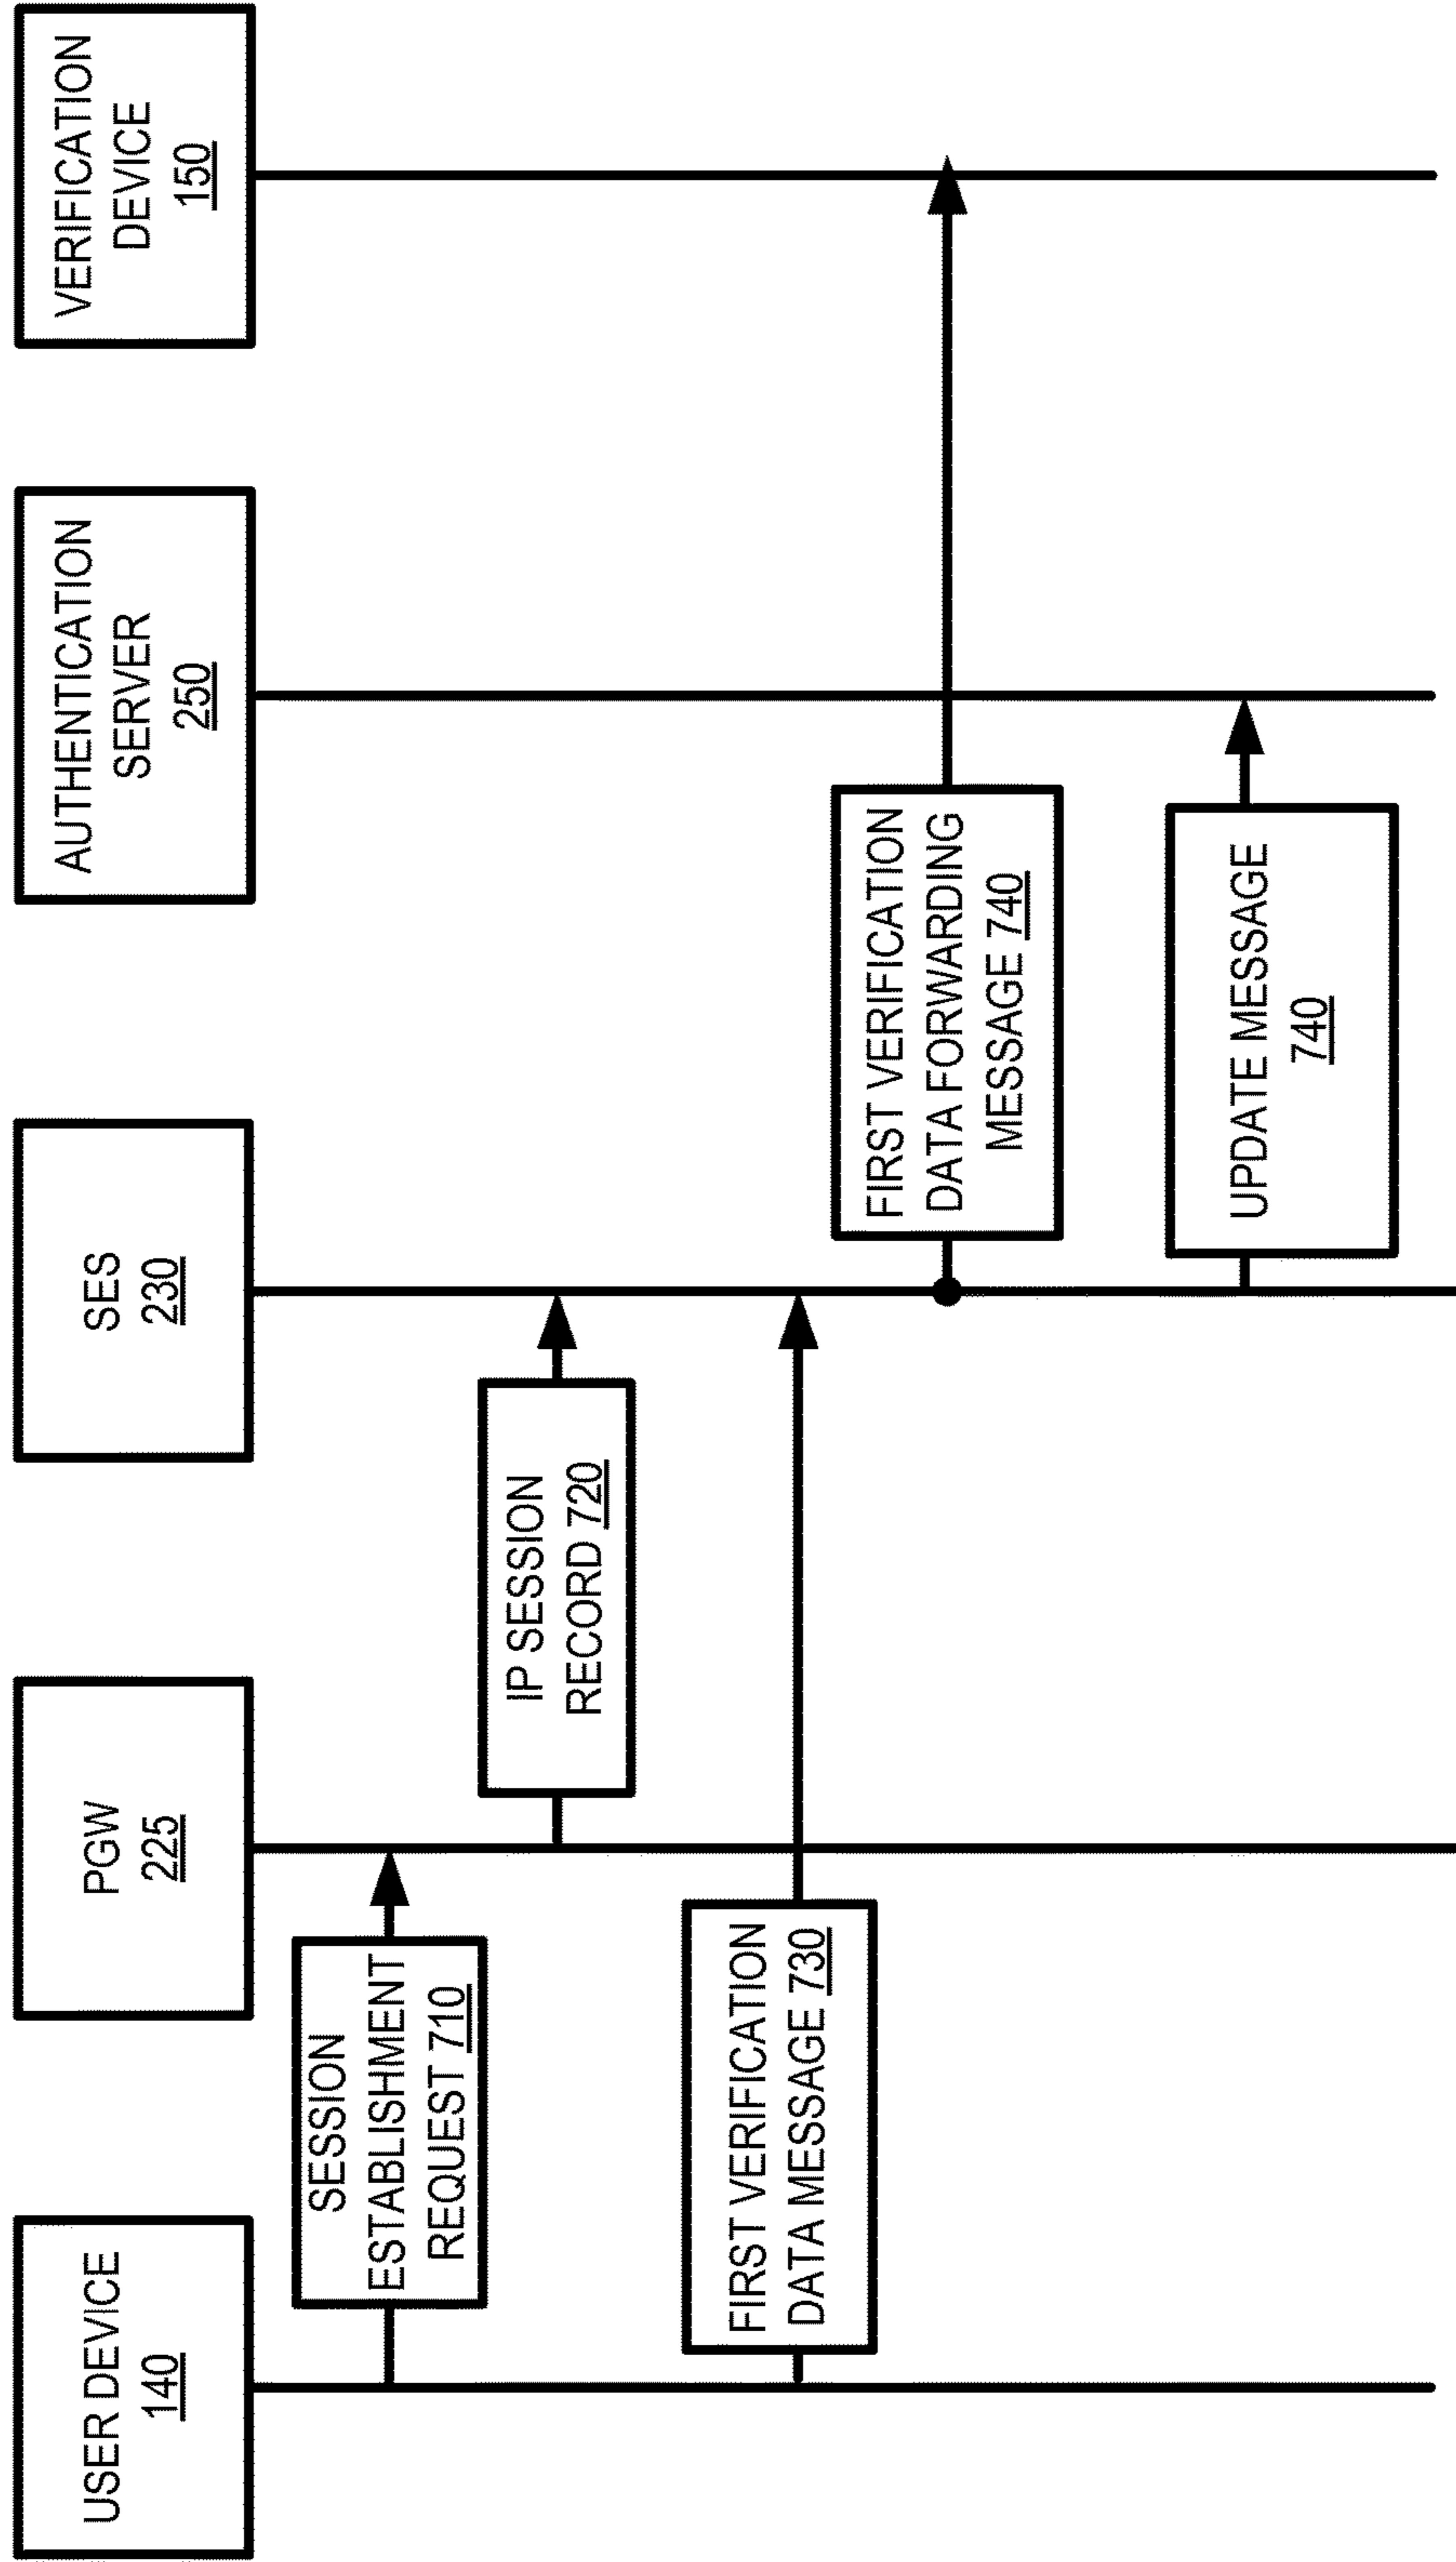 USER DEVICE
140
PGW
225
SES
230
AUTHENTICATION
SERVER
250
VERIFICATION
DEVICE
150
SESSION
ESTABLISHMENT
REQUEST 710
IP SESSION
RECORD 720
FIRST VERIFICATION
DATA MESSAGE 730
FIRST VERIFICATION
DATA FORWARDING
MESSAGE 740
UPDATE MESSAGE
740